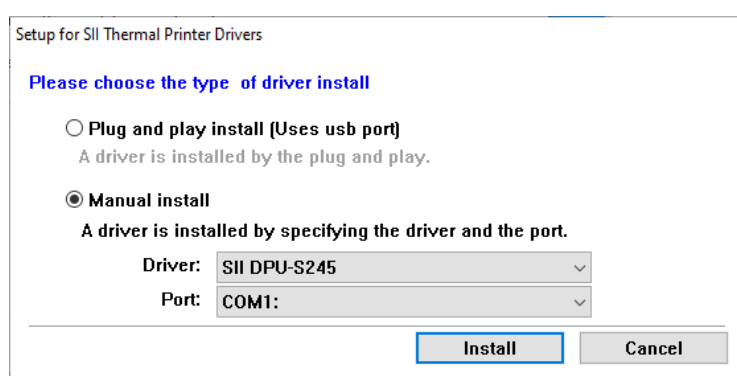 Setup for SII Thermal Printer Drivers
Please choose the type of driver install
Plug and play install (Uses usb port)
A driver is installed by the plug and play.
Manual install
A driver is installed by specifying the driver and the port.
Driver: SII DPU-S245
Port: COM1:
Install Cancel